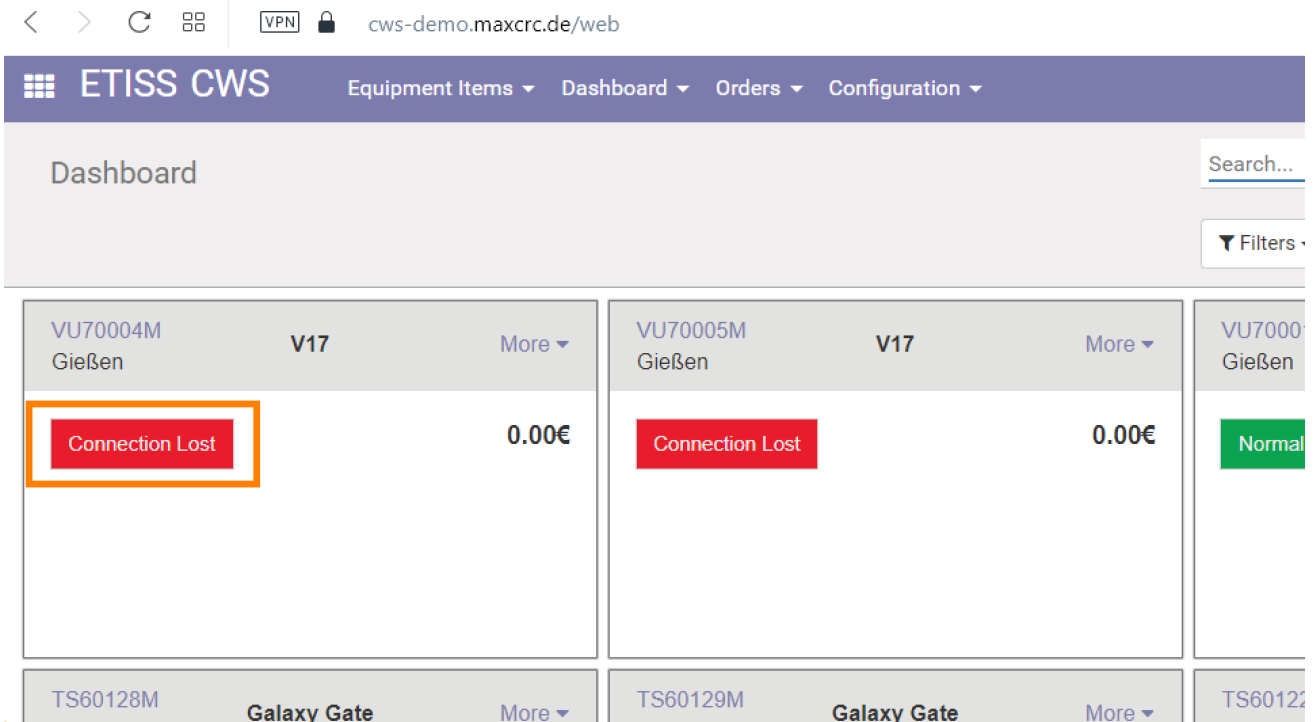 VPN cws-demo.maxcrc.de/web
ETISS CWS Equipment Items Dashboard Orders Configuration
Dashboard
Search...
Filters
VU70004M
Gießen
V17
More
Connection Lost
0.00€
VU70005M
Gießen
V17
More
Connection Lost
0.00€
Gießen
Normal
TS60128M
Galaxy Gate
More
TS60129M
Galaxy Gate
More